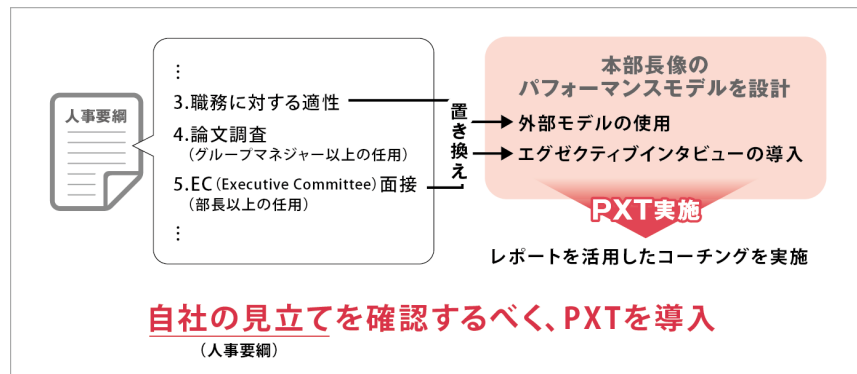 人事要綱
⋮
3.職務に対する適性
4.論文調査
(グループマネジャー以上の任用)
5.EC(Executive Committee)面接
(部長以上の任用)
⋮
置き換え
本部長像の
パフォーマンスモデルを設計
外部モデルの使用
エグゼクティブインタビューの導入
PXT実施
レポートを活用したコーチングを実施
自社の見立てを確認するべく、PXTを導入
(人事要綱)